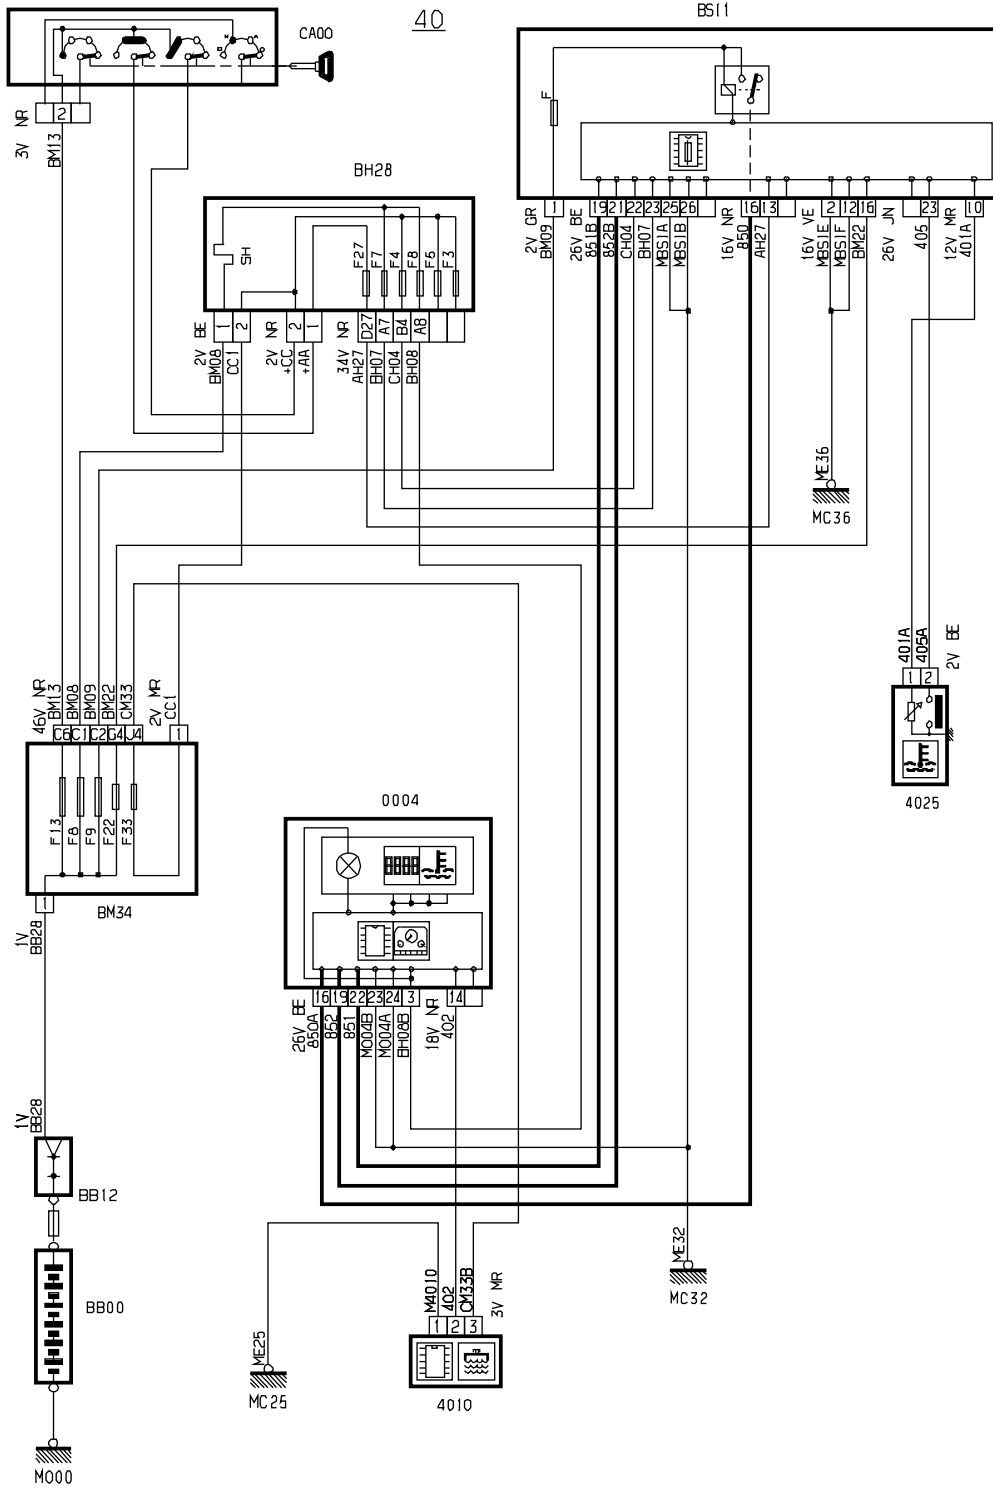 40
BSI1
CA00
3V NR
2
BM13
F
BH28
H5
F27
F7
F4
F8
F6
F3
1
2
2
1
D27
A7
B4
A8
2V BE
BM08
CC1
2V NR
+CC
+AA
34V NR
AH27
BH07
CH04
BH08
1
19
21
22
23
25
26
16
13
2
12
16
23
10
2V GR
BM09
26V BE
851B
852B
CH04
BH07
MBS1A
MBS1B
16V NR
850
AH27
16V VE
MBS1E
MBS1F
BM22
26V JN
405
12V MR
401A
ME36
MC36
401A
405A
2V BE
1
2
4025
46V NR
BM13
BM08
BM09
BM22
CM33
2V MR
CC1
C6
C1
C2
G4
J4
1
F13
F8
F9
F22
F33
1
BM34
1V
BB28
1V
BB28
BB12
BB00
M000
0004
16
19
22
23
24
3
14
26V BE
850A
852
851
M004B
M004A
BH08B
18V NR
402
ME32
MC32
ME25
MC25
M4010
402
CM33B
3V MR
1
2
3
4010